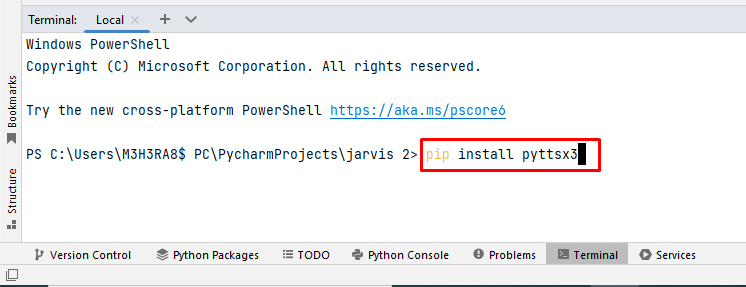 Terminal: Local
Windows PowerShell
Copyright (C) Microsoft Corporation. All rights reserved.
Try the new cross-platform PowerShell https://aka.ms/pscore6
PS C:\Users\M3H3RA8$ PC\PycharmProjects\jarvis 2> pip install pyttsx3
Bookmarks
Structure
Version Control Python Packages TODO Python Console Problems Terminal Services